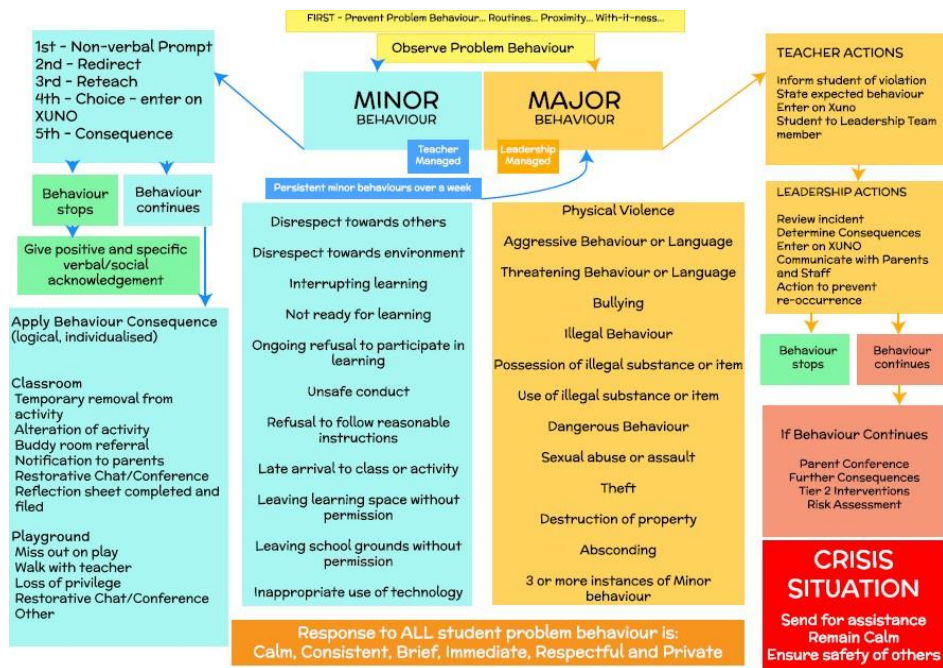 FIRST - Prevent Problem Behaviour... Routines... Proximity... With-it-ness...
Observe Problem Behaviour
1st - Non-verbal Prompt
2nd - Redirect
3rd - Reteach
4th - Choice - enter on
XUNO
5th - Consequence
MINOR
BEHAVIOUR
MAJOR
BEHAVIOUR
Teacher
Managed
Leadership
Managed
Persistent minor behaviours over a week
TEACHER ACTIONS
Inform student of violation
State expected behaviour
Enter on Xuno
Student to Leadership Team
member
Behaviour
stops
Behaviour
continues
Give positive and specific
verbal/social
acknowledgement
Apply Behaviour Consequence
(logical, individualised)
Classroom
Temporary removal from
activity
Alteration of activity
Buddy room referral
Notification to parents
Restorative Chat/Conference
Reflection sheet completed and
filed
Playground
Miss out on play
Walk with teacher
Loss of privilege
Restorative Chat/Conference
Other
Disrespect towards others
Disrespect towards environment
Interrupting learning
Not ready for learning
Ongoing refusal to participate in
learning
Unsafe conduct
Refusal to follow reasonable
instructions
Late arrival to class or activity
Leaving learning space without
permission
Leaving school grounds without
permission
Inappropriate use of technology
Physical Violence
Aggressive Behaviour or Language
Threatening Behaviour or Language
Bullying
Illegal Behaviour
Possession of illegal substance or item
Use of illegal substance or item
Dangerous Behaviour
Sexual abuse or assault
Theft
Destruction of property
Absconding
3 or more instances of Minor
behaviour
LEADERSHIP ACTIONS
Review incident
Determine Consequences
Enter on XUNO
Communicate with Parents
and Staff
Action to prevent
re-occurrence
Behaviour
stops
Behaviour
continues
If Behaviour Continues
Parent Conference
Further Consequences
Tier 2 Interventions
Risk Assessment
CRISIS
SITUATION
Send for assistance
Remain Calm
Ensure safety of others
Response to ALL student problem behaviour is:
Calm, Consistent, Brief, Immediate, Respectful and Private